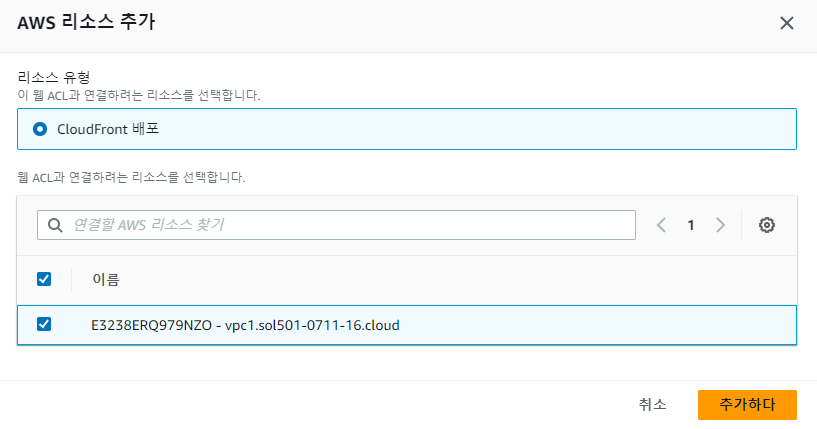 AWS 리소스 추가
리소스 유형
이 웹 ACL과 연결하려는 리소스를 선택합니다.
CloudFront 배포
웹 ACL과 연결하려는 리소스를 선택합니다.
연결할 AWS 리소스 찾기
1
이름
E3238ERQ979NZO - vpc1.sol501-0711-16.cloud
취소
추가하다